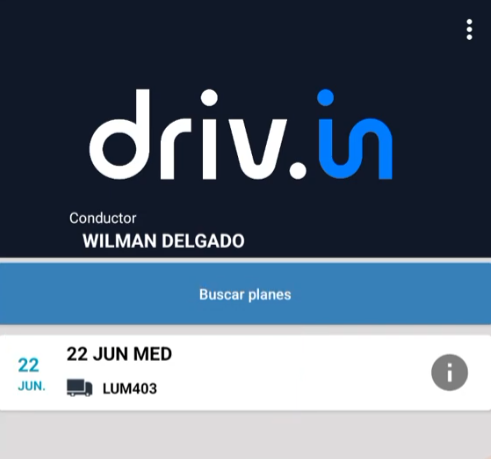 driv.in
Conductor
WILMAN DELGADO
Buscar planes
22
JUN.
22 JUN MED
LUM403
i